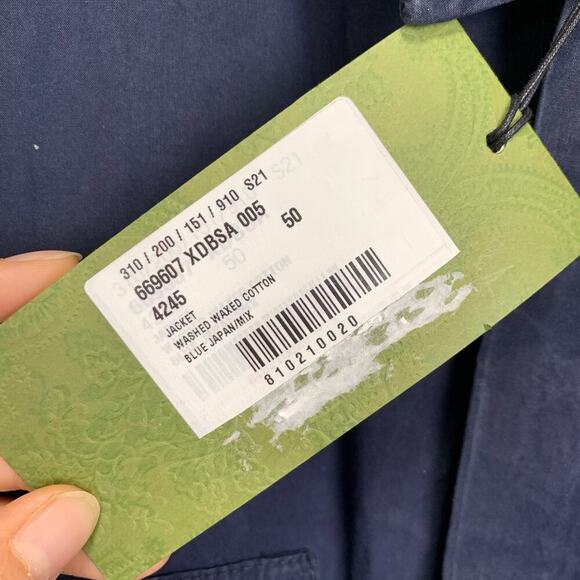 310 / 200 / 151 / 910 S21
669607 XDBSA 005
4245 50
JACKET
WASHED WAXED COTTON
BLUE JAPAN/MIX
810210020